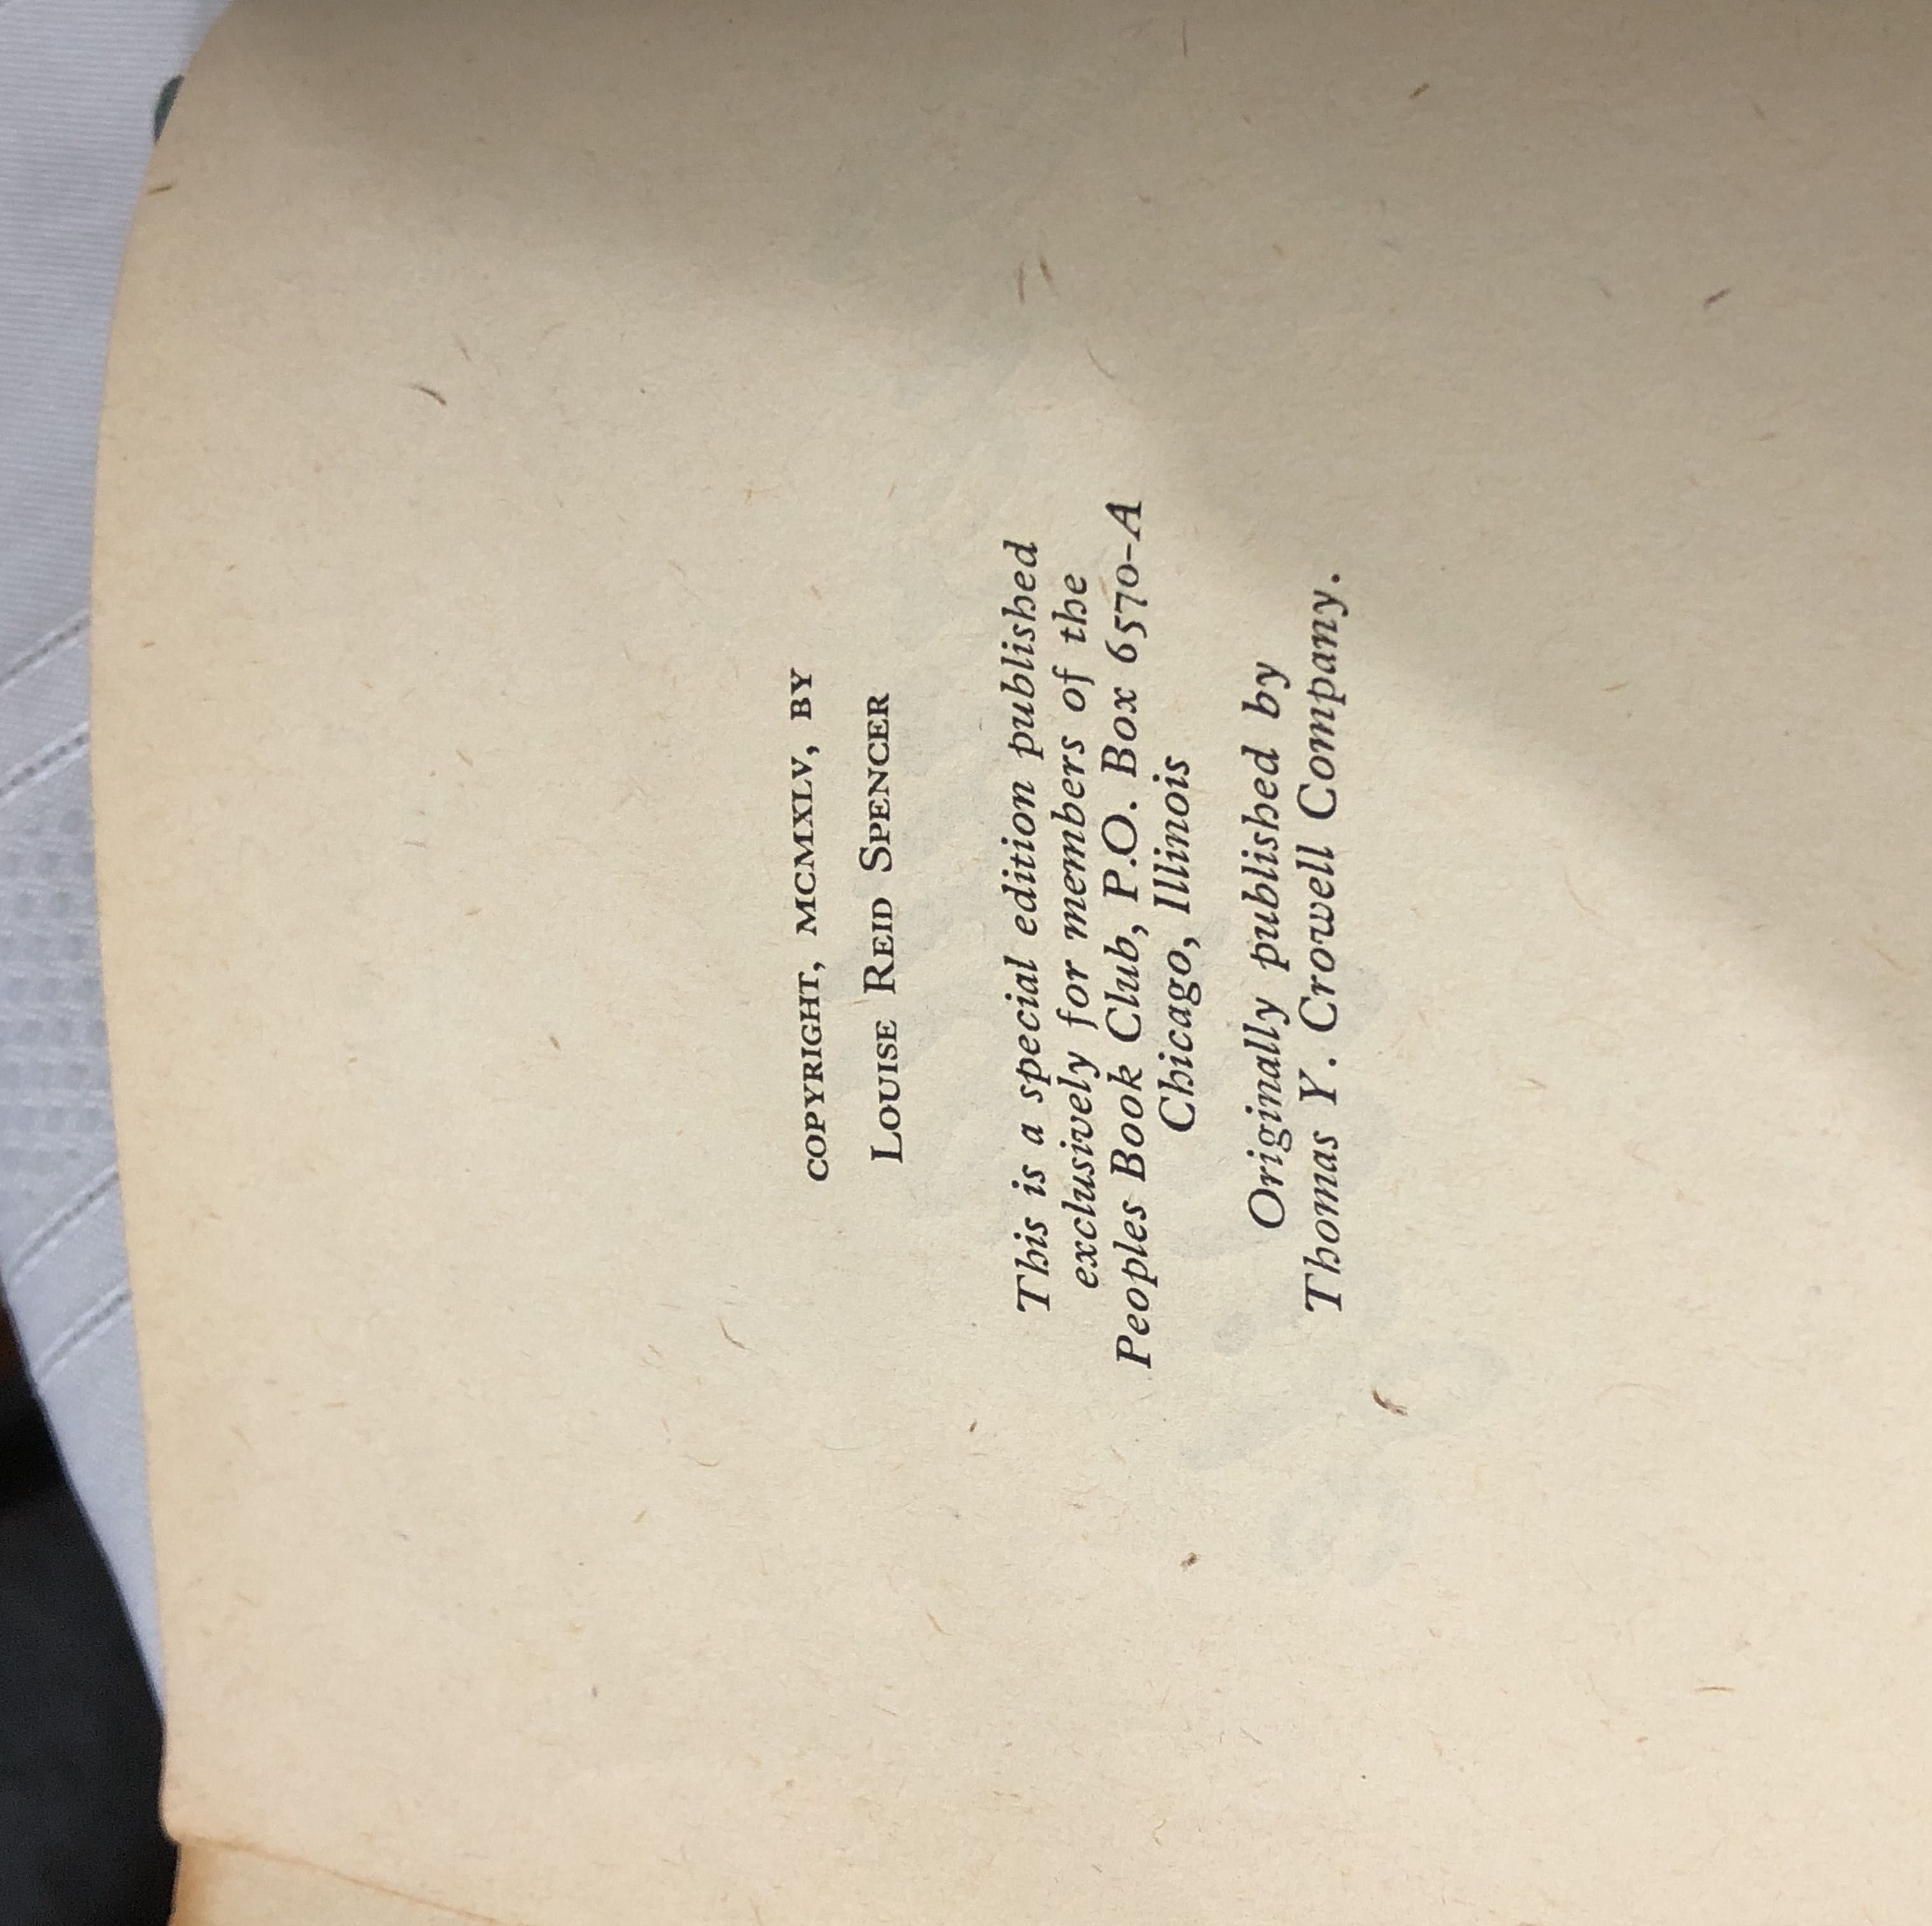 COPYRIGHT, MCMXLV, BY
LOUISE REID SPENCER
This is a special edition published
exclusively for members of the
Peoples Book Club, P.O. Box 6570-A
Chicago, Illinois
Originally published by
Thomas Y. Crowell Company.